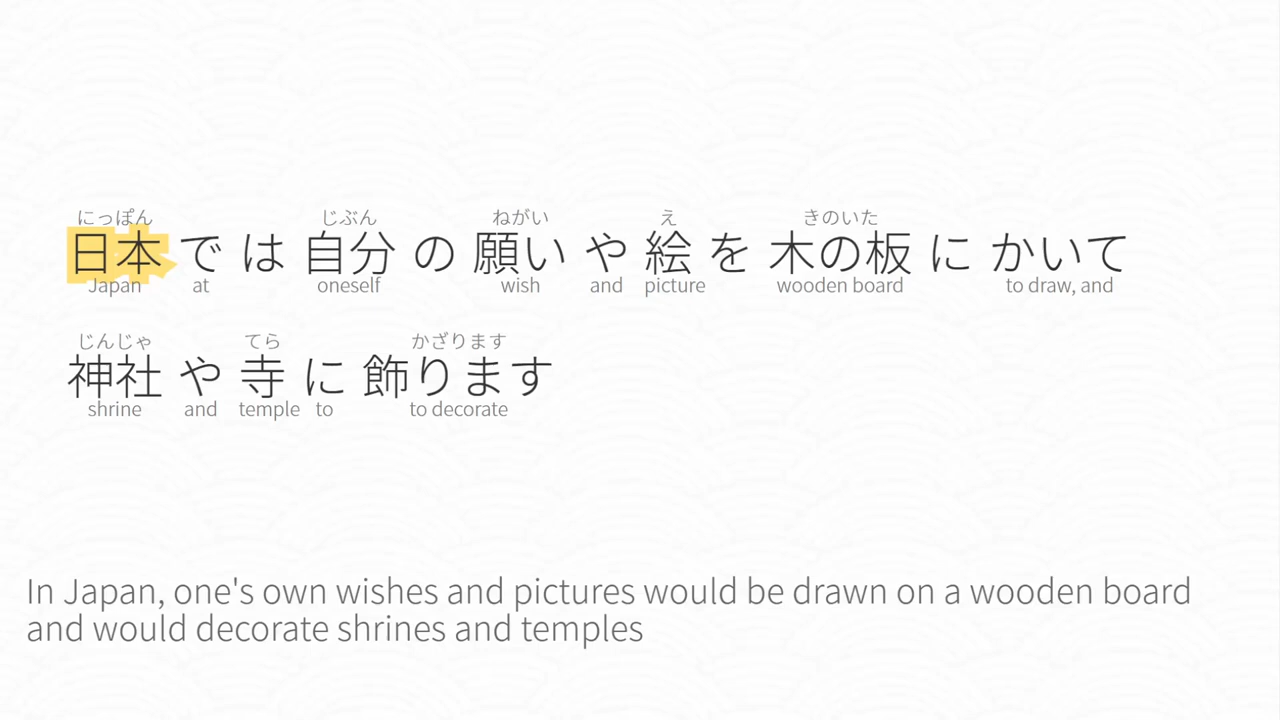 にっぽん じぶん ねがい え きのいた
日本 で は 自分 の 願い や 絵 を 木の板 に かいて
Japan at oneself wish and picture wooden board to draw, and
じんじゃ てら かざります
神社 や 寺 に 飾ります
shrine and temple to to decorate
In Japan, one's own wishes and pictures would be drawn on a wooden board
and would decorate shrines and temples